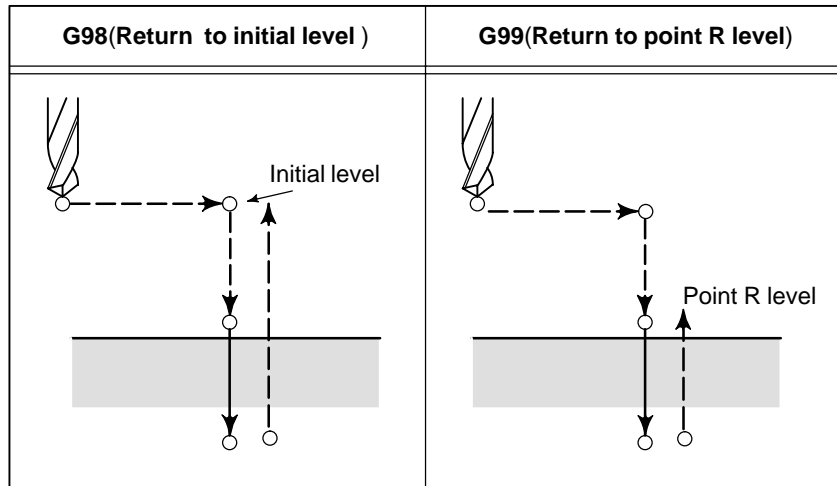 G98(Return to initial level )
G99(Return to point R level)
Initial level
Point R level